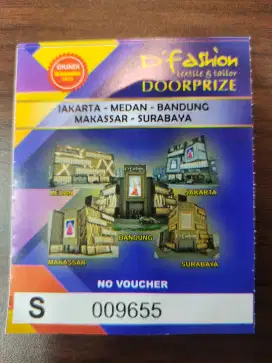 D'Fashion
textile & tailor
DOORPRIZE
JAKARTA - MEDAN - BANDUNG
MAKASSAR - SURABAYA
MEDAN
JAKARTA
BANDUNG
MAKASSAR
SURABAYA
NO VOUCHER
S 009655